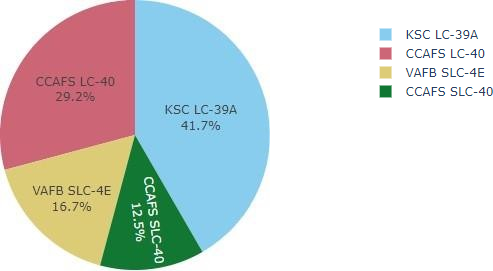 KSC LC-39A
41.7%
CCAFS LC-40
29.2%
VAFB SLC-4E
16.7%
CCAFS SLC-40
12.5%
KSC LC-39A
CCAFS LC-40
VAFB SLC-4E
CCAFS SLC-40